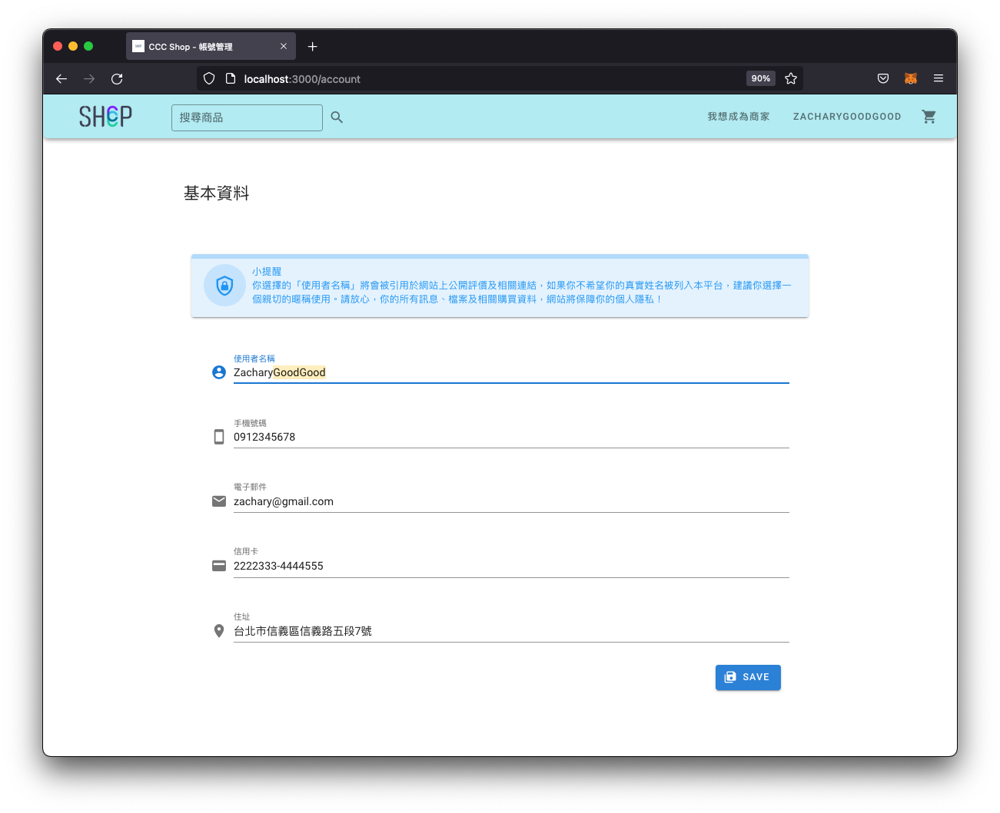 CCC Shop - 帳號管理
localhost:3000/account
90%
SHCP
搜尋商品
我想成為商家
ZACHARYGOODGOOD
基本資料
小提醒
你選擇的「使用者名稱」將會被引用於網站上公開評價及相關連結，如果你不希望你的真實姓名被列入本平台，建議你選擇一
個親切的暱稱使用。請放心，你的所有訊息、檔案及相關購買資料，網站將保障你的個人隱私！
使用者名稱
ZacharyGoodGood
手機號碼
0912345678
電子郵件
zachary@gmail.com
信用卡
2222333-4444555
住址
台北市信義區信義路五段7號
SAVE